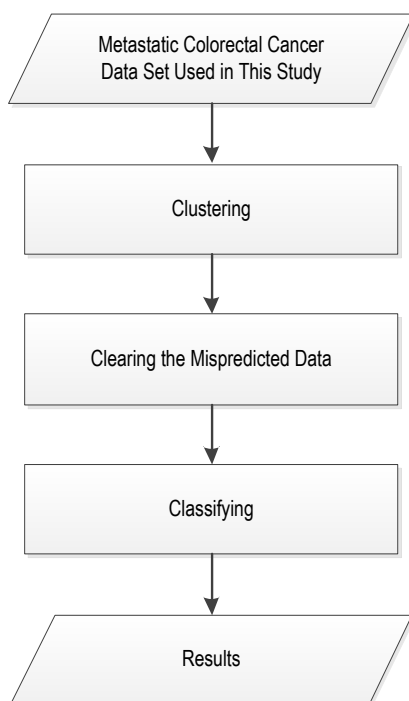 Metastatic Colorectal Cancer
Data Set Used in This Study
Clustering
Clearing the Mispredicted Data
Classifying
Results